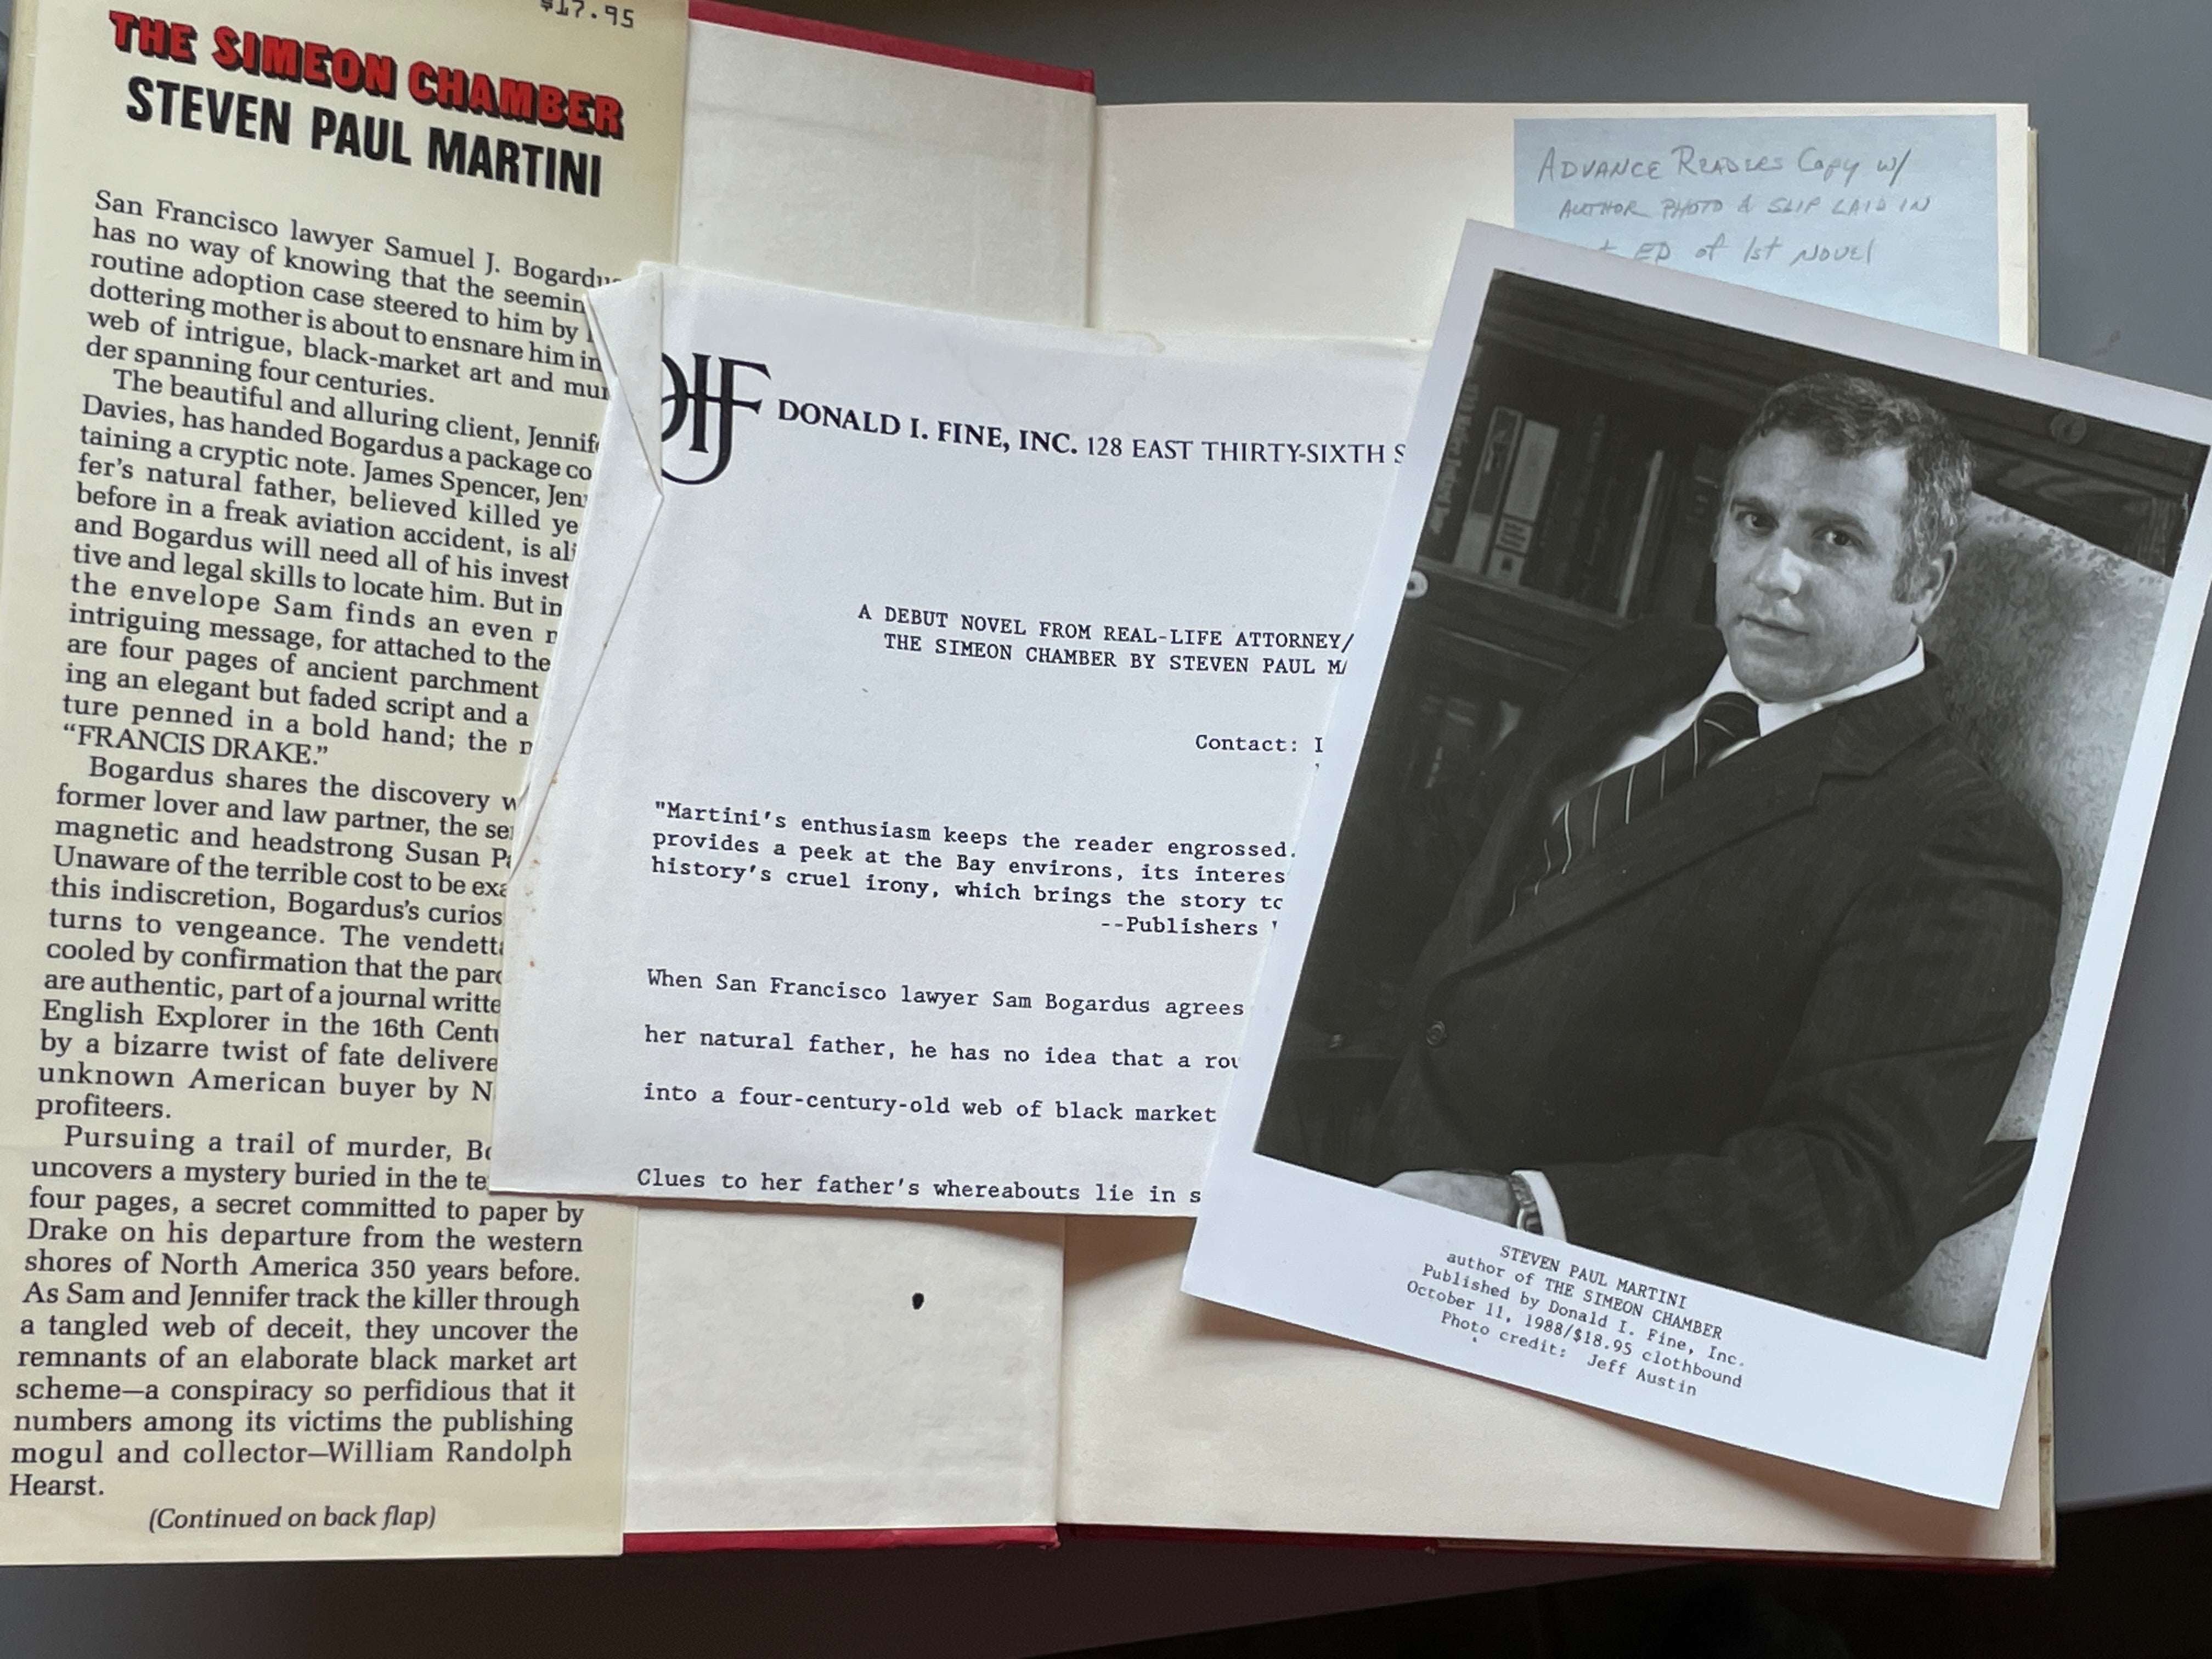 $17.95
THE SIMEON CHAMBER
STEVEN PAUL MARTINI
San Francisco lawyer Samuel J. Bogardus
has no way of knowing that the seemin
routine adoption case steered to him by
dottering mother is about to ensnare him in
web of intrigue, black-market art and mur
der spanning four centuries.
The beautiful and alluring client, Jennif
Davies, has handed Bogardus a package co
taining a cryptic note. James Spencer, Jen
fer's natural father, believed killed ye
before in a freak aviation accident, is ali
and Bogardus will need all of his invest
tive and legal skills to locate him. But in
the envelope Sam finds an even
intriguing message, for attached to the
are four pages of ancient parchment
ing an elegant but faded script and a
ture penned in a bold hand; the n
“FRANCIS DRAKE.”
Bogardus shares the discovery w
former lover and law partner, the se
magnetic and headstrong Susan P
Unaware of the terrible cost to be exa
this indiscretion, Bogardus's curios
turns to vengeance. The vendett
cooled by confirmation that the parc
are authentic, part of a journal writte
English Explorer in the 16th Cent
by a bizarre twist of fate delivere
unknown American buyer by N
profiteers.
Pursuing a trail of murder, Bo
uncovers a mystery buried in the te
four pages, a secret committed to paper by
Drake on his departure from the western
shores of North America 350 years before.
As Sam and Jennifer track the killer through
a tangled web of deceit, they uncover the
remnants of an elaborate black market art
scheme—a conspiracy so perfidious that it
numbers among its victims the publishing
mogul and collector—William Randolph
Hearst.
(Continued on back flap)
DIF DONALD I. FINE, INC. 128 EAST THIRTY-SIXTH S
A DEBUT NOVEL FROM REAL-LIFE ATTORNEY/
THE SIMEON CHAMBER BY STEVEN PAUL MA
Contact:
"Martini's enthusiasm keeps the reader engrossed.
provides a peek at the Bay environs, its interes
history's cruel irony, which brings the story to
--Publishers
When San Francisco lawyer Sam Bogardus agrees
her natural father, he has no idea that a rou
into a four-century-old web of black market
Clues to her father's whereabouts lie in s
ADVANCE READERS Copy w/
AUTHOR PHOTO & SLIP LAID IN
ED of 1st NOVEL
STEVEN PAUL MARTINI
author of THE SIMEON CHAMBER
Published by Donald I. Fine, Inc.
October 11, 1988/$18.95 clothbound
Photo credit: Jeff Austin